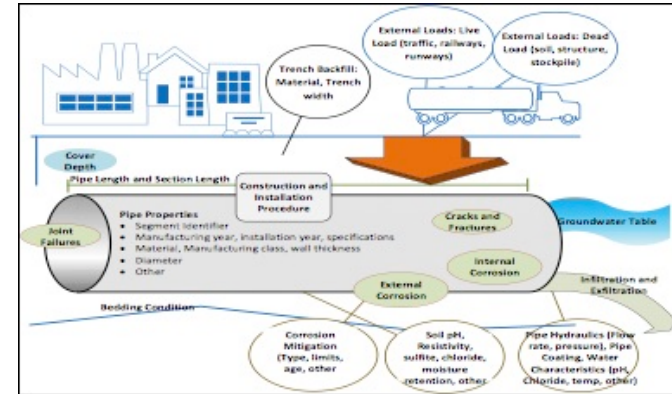 External Loads: Live
Load (traffic, railways,
runways)
External Loads: Dead
Load (soil, structure,
stockpile)
Trench Backfill:
Material, Trench
width
Cover
Depth
Pipe Length and Section Length
Construction and
Installation
Procedure
Joint
Failures
Pipe Properties
• Segment Identifier
• Manufacturing year, installation year, specifications
• Material, Manufacturing class, wall thickness
• Diameter
• Other
Cracks and
Fractures
Groundwater Table
Internal
Corrosion
External
Corrosion
Infiltration and
Exfiltration
Bedding Condition
Corrosion
Mitigation
(Type, limits,
age, other
Soil pH,
Resistivity,
sulfite, chloride,
moisture
retention, other
Pipe Hydraulics (Flow
rate, pressure), Pipe
Coating, Water
Characteristics (pH,
Chloride, temp, other)